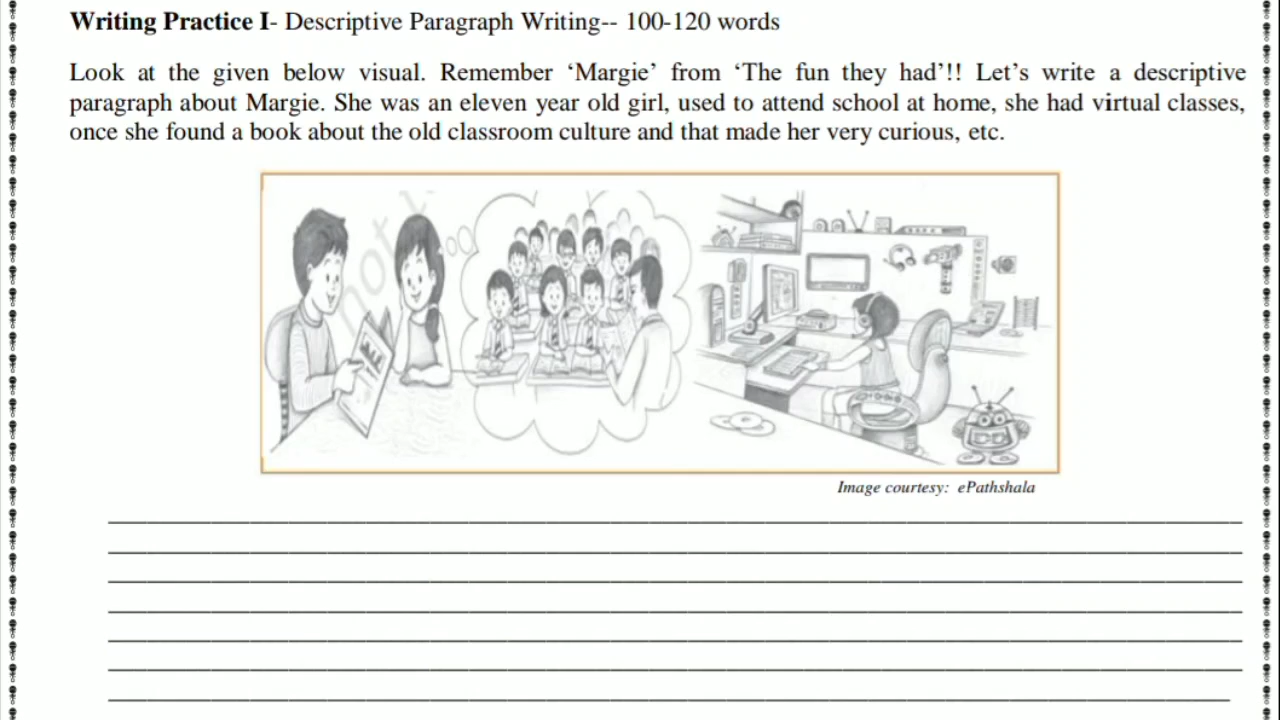 Writing Practice I- Descriptive Paragraph Writing-- 100-120 words
Look at the given below visual. Remember ‘Margie’ from ‘The fun they had’!! Let’s write a descriptive
paragraph about Margie. She was an eleven year old girl, used to attend school at home, she had virtual classes,
once she found a book about the old classroom culture and that made her very curious, etc.
not
Image courtesy: ePathshala